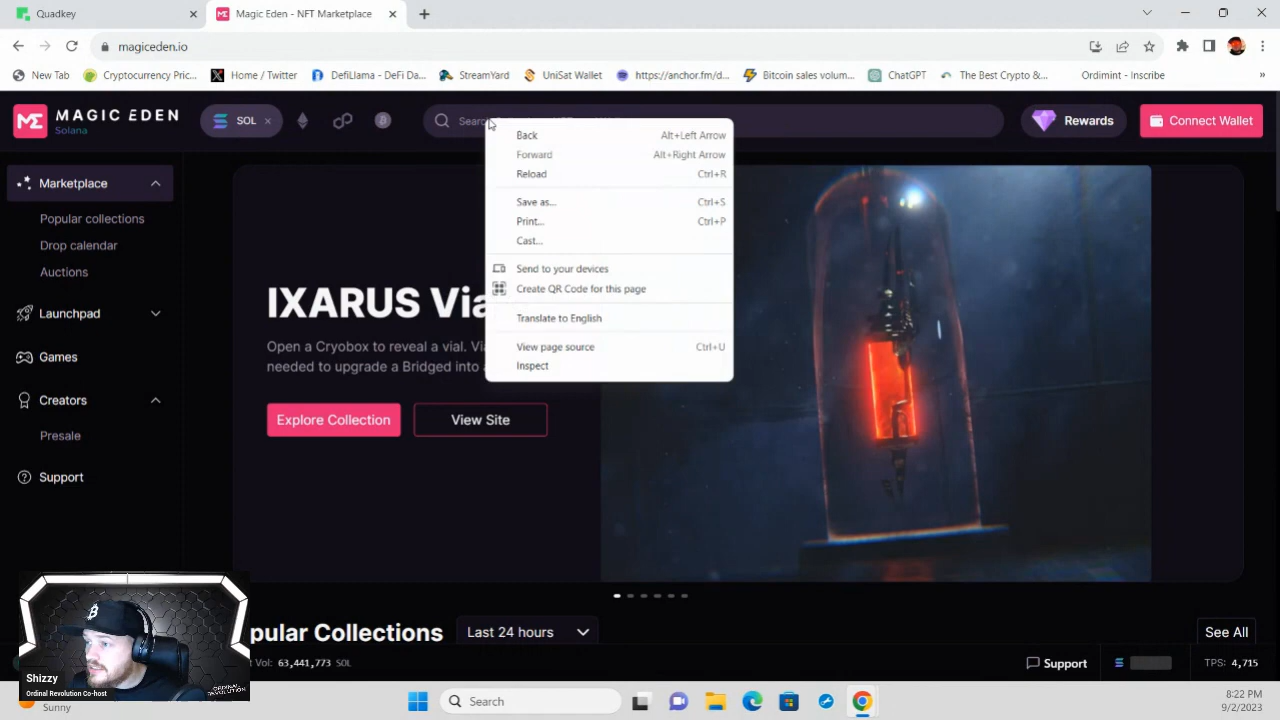 Quadkey
Magic Eden - NFT Marketplace
magiceden.io
New Tab
Cryptocurrency Pric...
Home / Twitter
DefiLlama - DeFi Da...
StreamYard
UniSat Wallet
https://anchor.fm/d...
Bitcoin sales volum...
ChatGPT
The Best Crypto &...
Ordimint - Inscribe
»
ME
MAGIC EDEN
Solana
SOL
Search
Rewards
Connect Wallet
Back Alt+Left Arrow
Forward Alt+Right Arrow
Reload Ctrl+R
Save as... Ctrl+S
Print... Ctrl+P
Cast...
Send to your devices
Create QR Code for this page
Translate to English
View page source Ctrl+U
Inspect
Marketplace
Popular collections
Drop calendar
Auctions
Launchpad
Games
Creators
Presale
Support
IXARUS Via
Open a Cryobox to reveal a vial. Vi
needed to upgrade a Bridged into
Explore Collection
View Site
pular Collections
Last 24 hours
See All
Vol: 63,441,773 SOL
Support
TPS: 4,715
Shizzy
Ordinal Revolution Co-host
ORDINAL
REVOLUTION
Sunny
Search
8:22 PM
9/2/2023